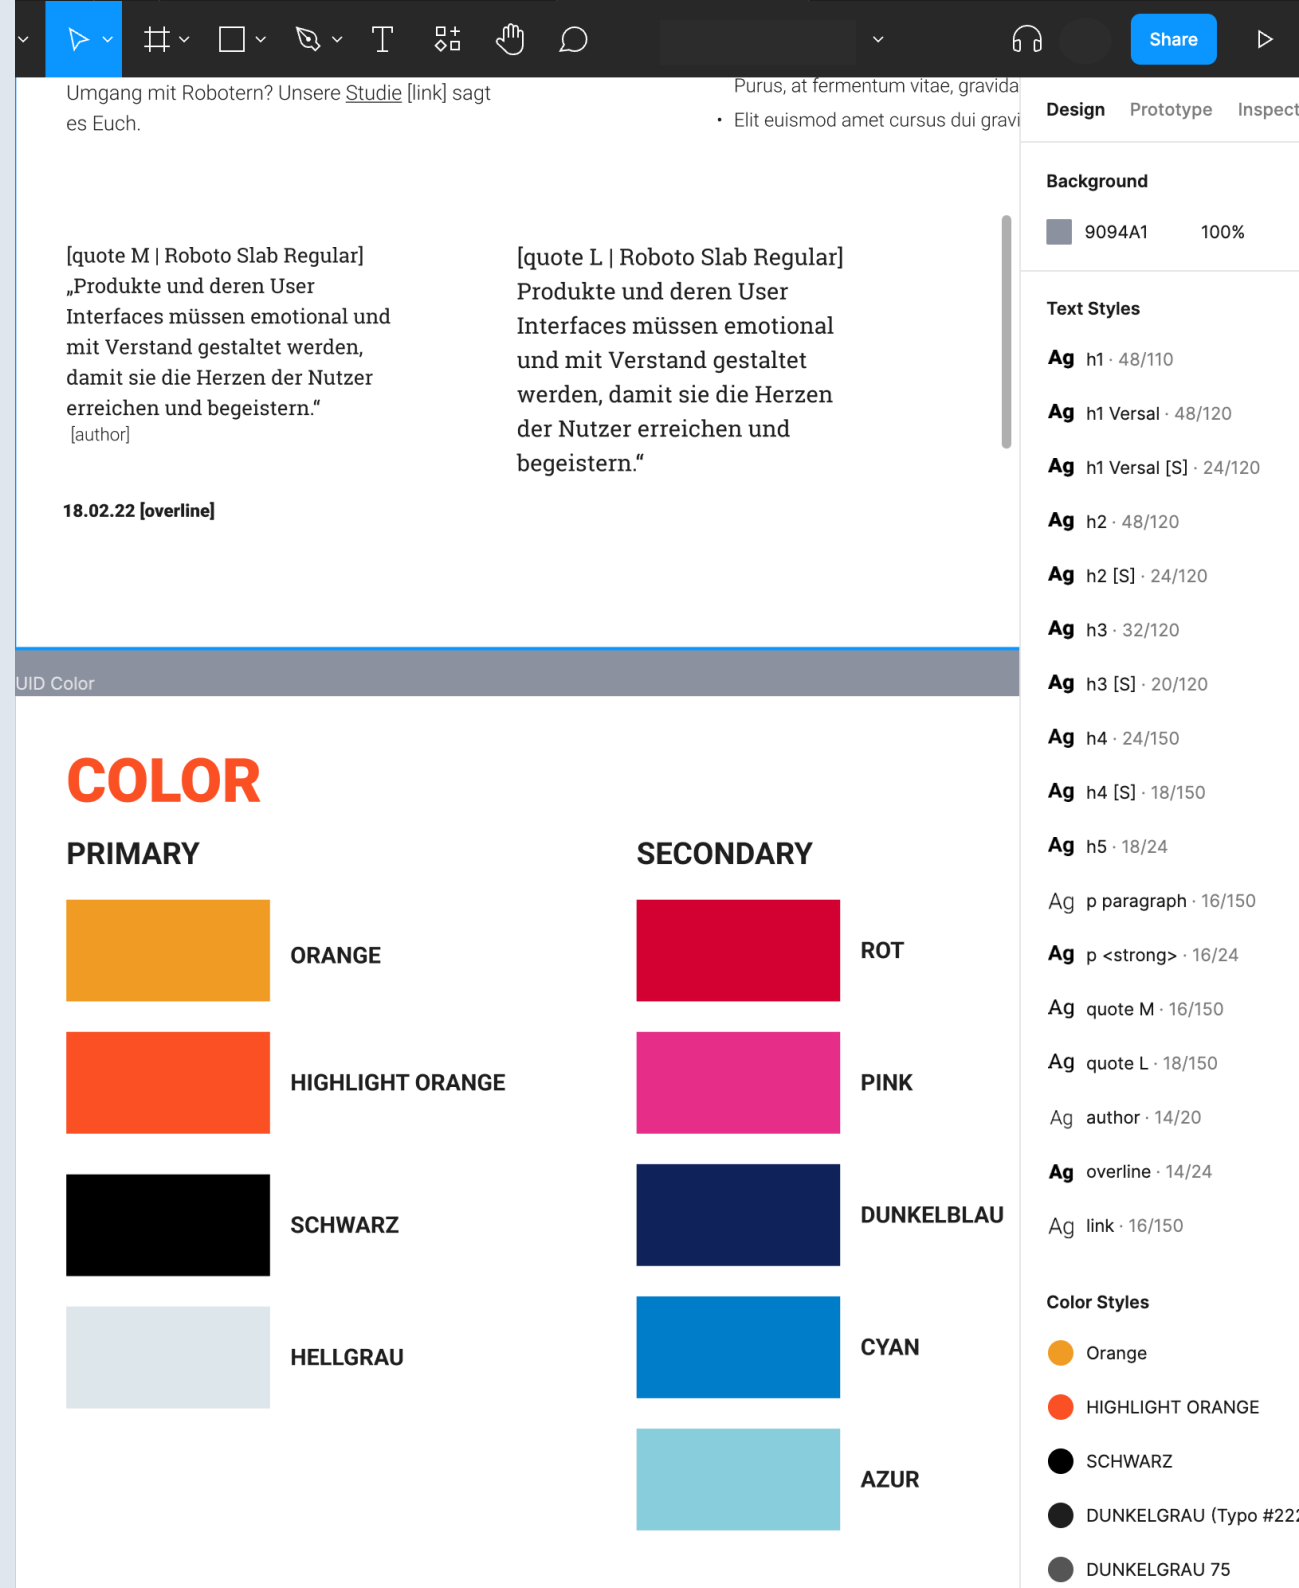 Share
Umgang mit Robotern? Unsere Studie [link] sagt
es Euch.
Purus, at fermentum vitae, gravida
• Elit euismod amet cursus dui gravi
[quote M | Roboto Slab Regular]
„Produkte und deren User
Interfaces müssen emotional und
mit Verstand gestaltet werden,
damit sie die Herzen der Nutzer
erreichen und begeistern.“
[author]
18.02.22 [overline]
[quote L | Roboto Slab Regular]
Produkte und deren User
Interfaces müssen emotional
und mit Verstand gestaltet
werden, damit sie die Herzen
der Nutzer erreichen und
begeistern.“
UID Color
COLOR
PRIMARY
ORANGE
HIGHLIGHT ORANGE
SCHWARZ
HELLGRAU
SECONDARY
ROT
PINK
DUNKELBLAU
CYAN
AZUR
Design Prototype Inspect
Background
9094A1 100%
Text Styles
Ag h1 · 48/110
Ag h1 Versal · 48/120
Ag h1 Versal [S] · 24/120
Ag h2 · 48/120
Ag h2 [S] · 24/120
Ag h3 · 32/120
Ag h3 [S] · 20/120
Ag h4 · 24/150
Ag h4 [S] · 18/150
Ag h5 · 18/24
Ag p paragraph · 16/150
Ag p <strong> · 16/24
Ag quote M · 16/150
Ag quote L · 18/150
Ag author · 14/20
Ag overline · 14/24
Ag link · 16/150
Color Styles
Orange
HIGHLIGHT ORANGE
SCHWARZ
DUNKELGRAU (Typo #222
DUNKELGRAU 75